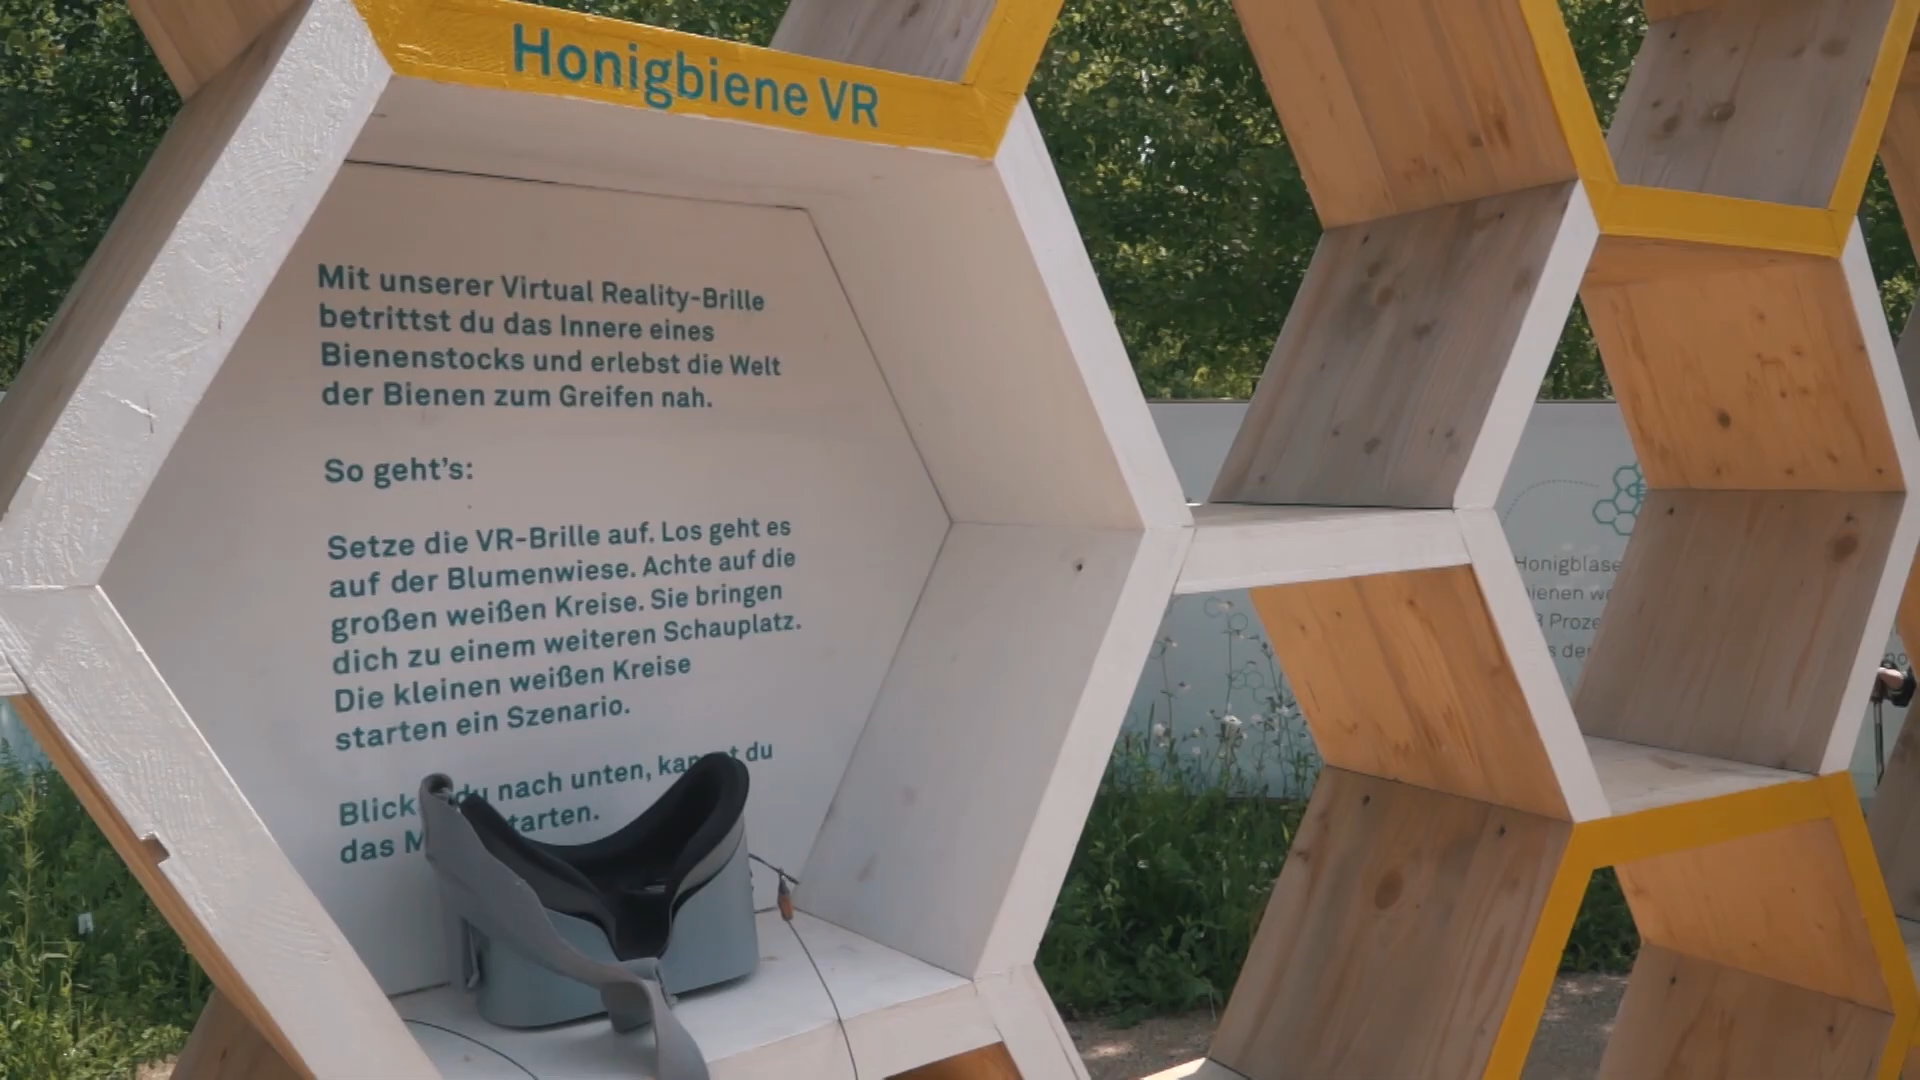 Honigbiene VR
Mit unserer Virtual Reality-Brille
betrittst du das Innere eines
Bienenstocks und erlebst die Welt
der Bienen zum Greifen nah.
So geht's:
Setze die VR-Brille auf. Los geht es
auf der Blumenwiese. Achte auf die
großen weißen Kreise. Sie bringen
dich zu einem weiteren Schauplatz.
Die kleinen weißen Kreise
starten ein Szenario.
du nach unten, du
das
Honigblase